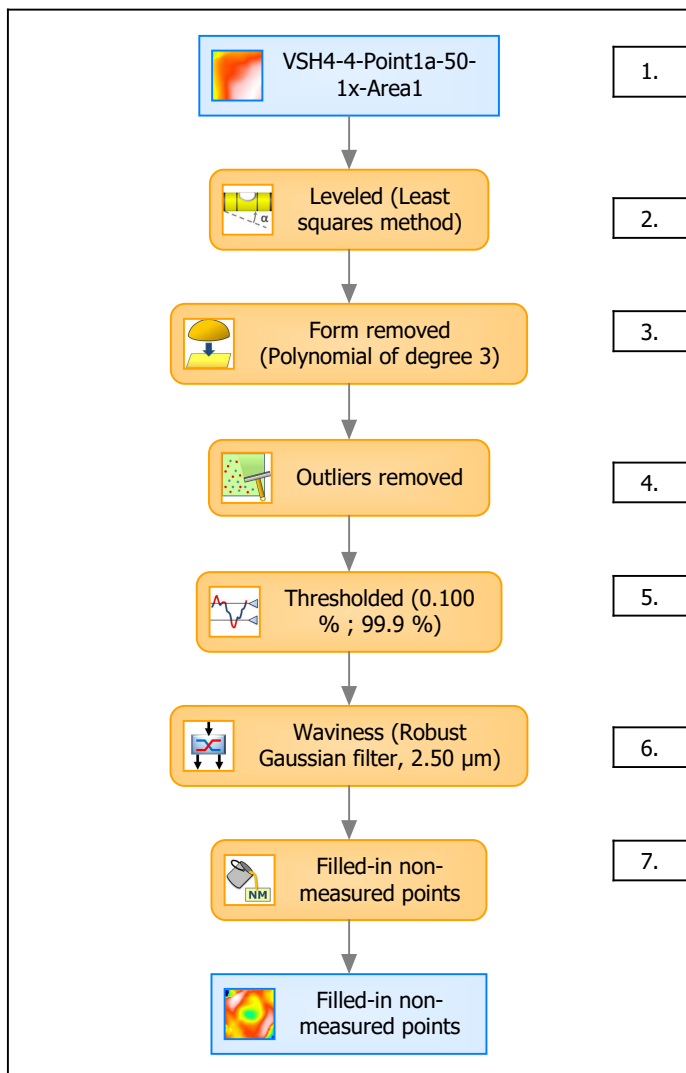 VSH4-4-Point1a-50-
1x-Area1
1.
Leveled (Least
squares method)
α
2.
Form removed
(Polynomial of degree 3)
3.
Outliers removed
4.
Thresholded (0.100
% ; 99.9 %)
5.
Waviness (Robust
Gaussian filter, 2.50 µm)
6.
Filled-in non-
measured points
NM
7.
Filled-in non-
measured points